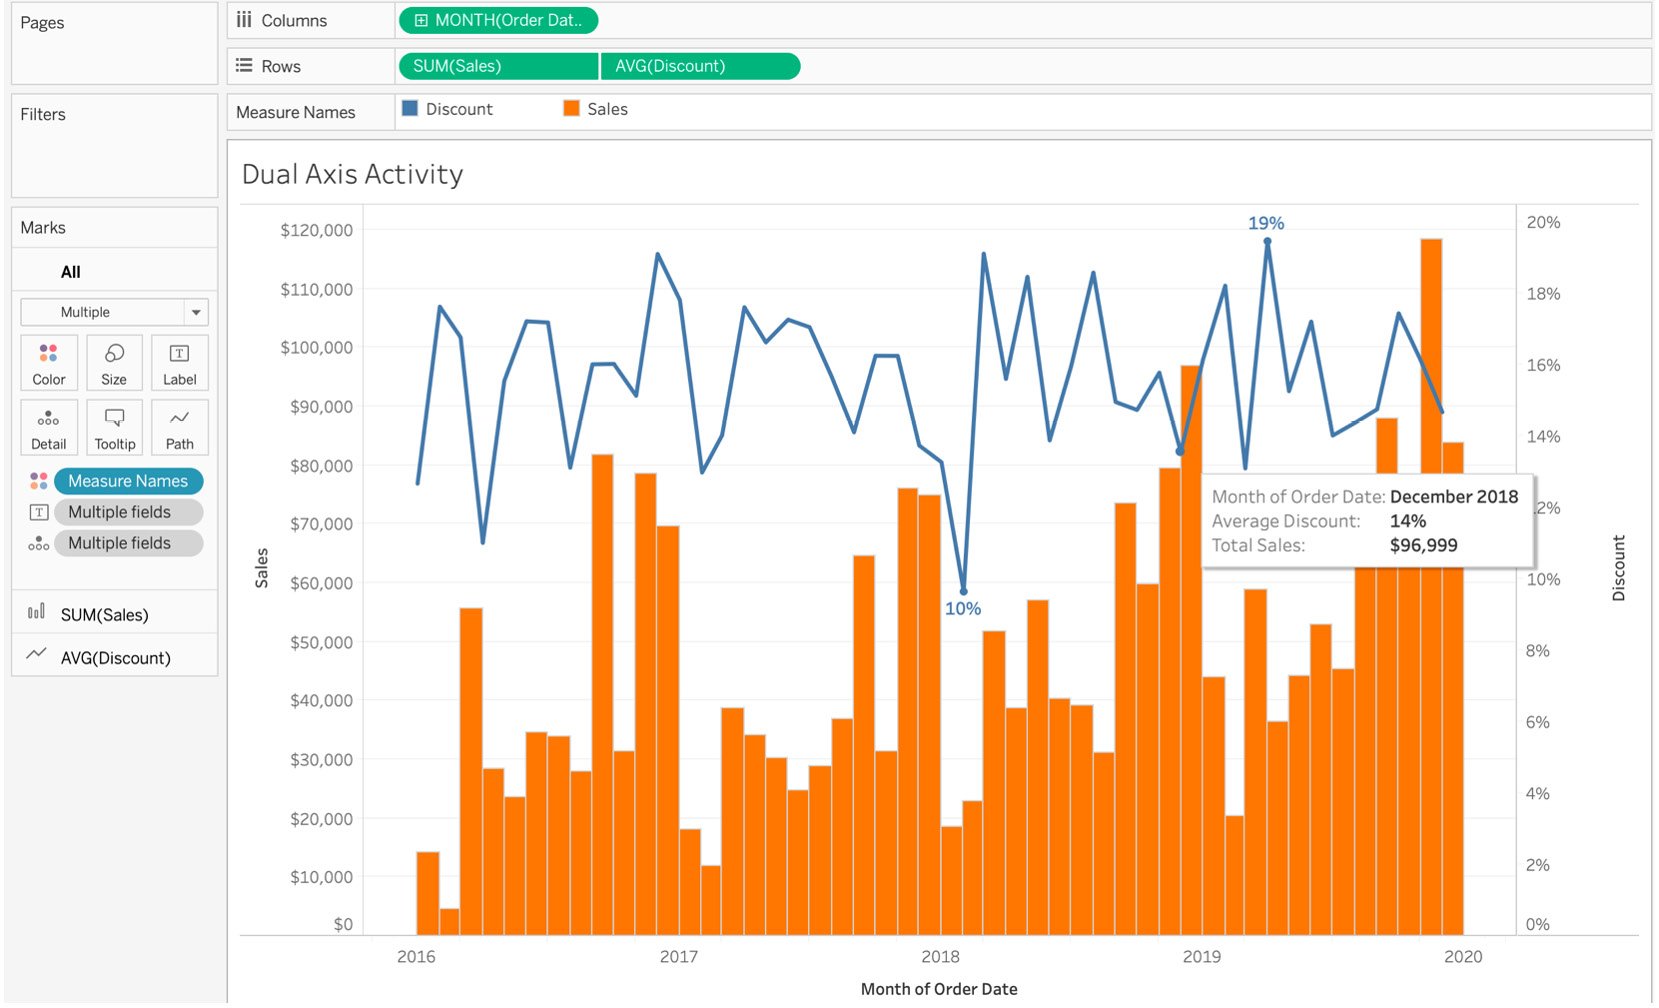 Pages
Columns
MONTH(Order Dat..
Rows
SUM(Sales)
AVG(Discount)
Filters
Measure Names
Discount
Sales
Marks
All
Multiple
Color
Size
Label
Detail
Tooltip
Path
Measure Names
Multiple fields
Multiple fields
SUM(Sales)
AVG(Discount)
Dual Axis Activity
$120,000
$110,000
$100,000
$90,000
$80,000
$70,000
$60,000
$50,000
$40,000
$30,000
$20,000
$10,000
$0
Sales
19%
10%
Month of Order Date: December 2018
Average Discount: 14%
Total Sales: $96,999
20%
18%
16%
14%
2%
10%
8%
6%
4%
2%
0%
Discount
2016
2017
2018
2019
2020
Month of Order Date